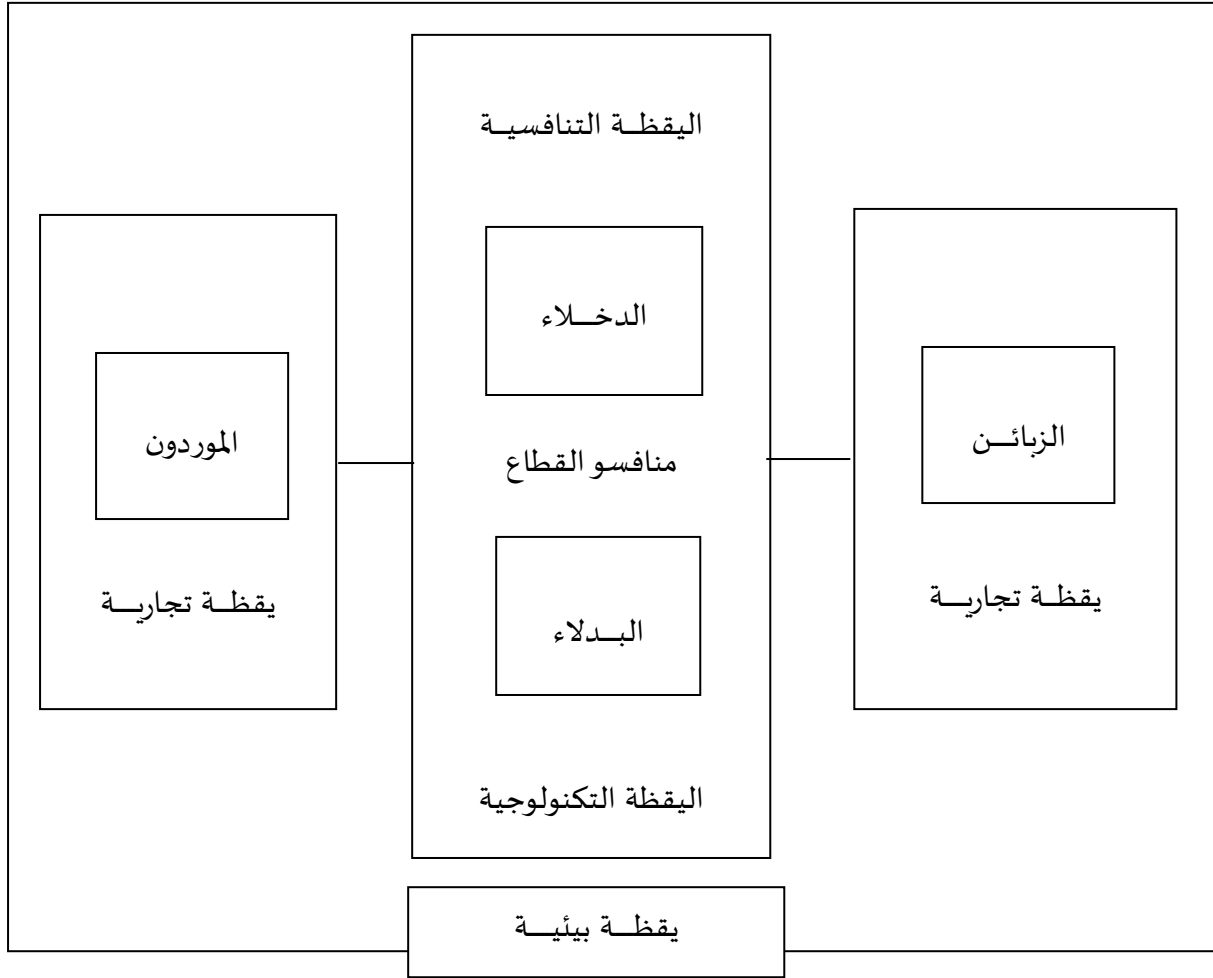 اليقظة التنافسية
الدخلاء
الزبائن
الموردون
منافسو القطاع
يقظة تجارية
يقظة تجارية
البدلاء
اليقظة التكنولوجية
يقظة بيئية